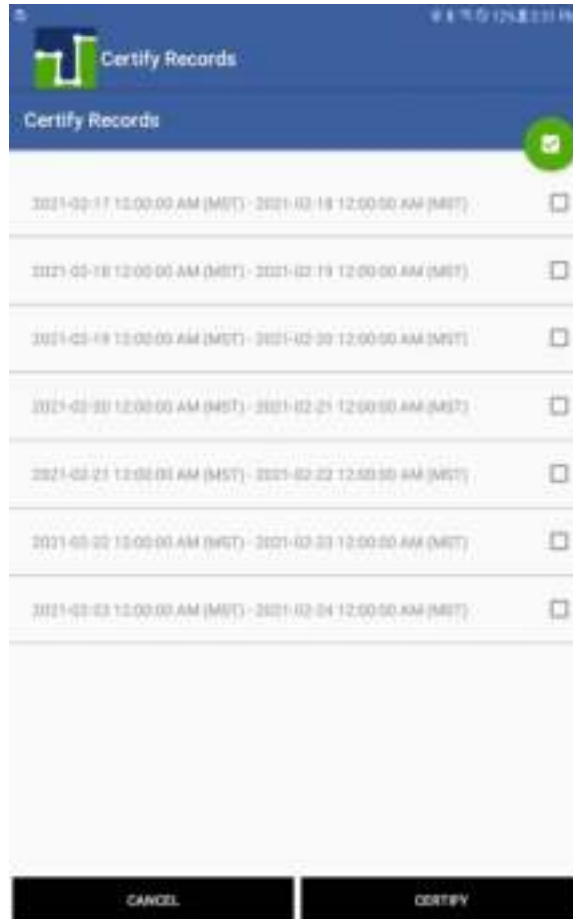 Certify Records
Certify Records
2021-02-17 12:00:00 AM (MST) - 2021-02-18 12:00:00 AM (MST)
2021-02-18 12:00:00 AM (MST) - 2021-02-19 12:00:00 AM (MST)
2021-02-19 12:00:00 AM (MST) - 2021-02-20 12:00:00 AM (MST)
2021-02-20 12:00:00 AM (MST) - 2021-02-21 12:00:00 AM (MST)
2021-02-21 12:00:00 AM (MST) - 2021-02-22 12:00:00 AM (MST)
2021-02-22 12:00:00 AM (MST) - 2021-02-23 12:00:00 AM (MST)
2021-02-23 12:00:00 AM (MST) - 2021-02-24 12:00:00 AM (MST)
CANCEL
CERTIFY